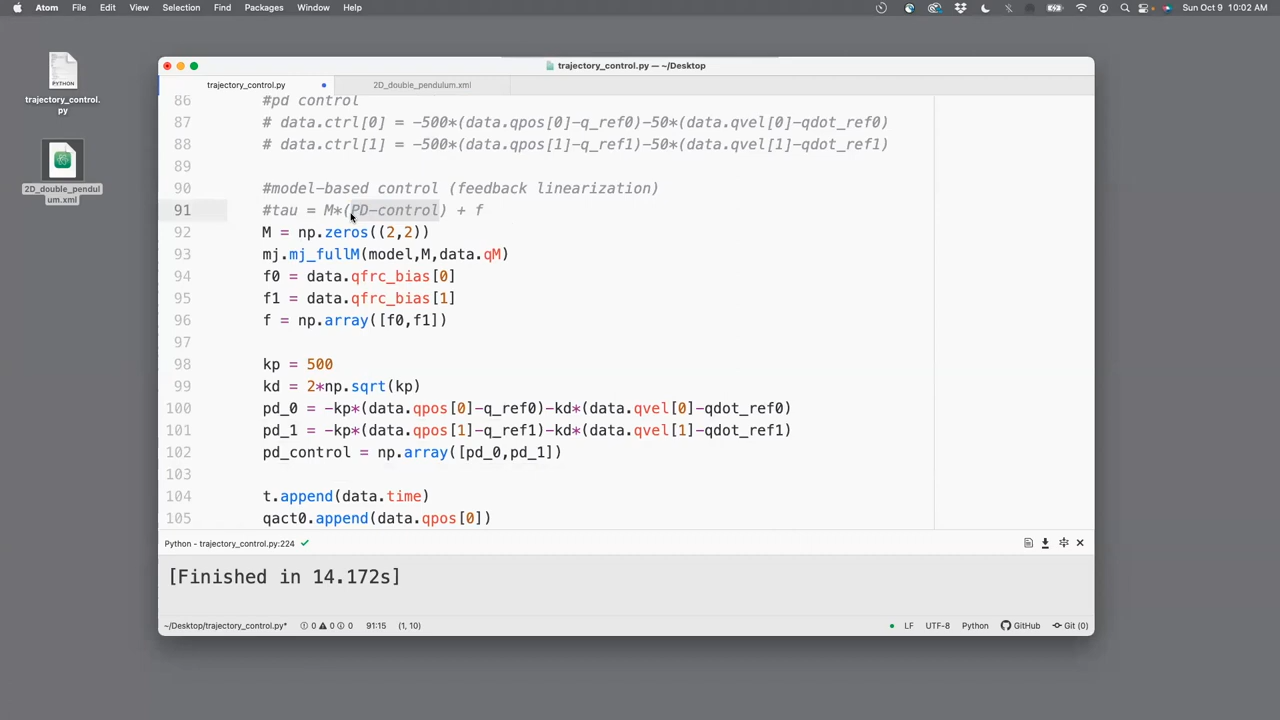 Atom File Edit View Selection Find Packages Window Help
Sun Oct 9 10:02 AM
PYTHON
trajectory_control.
py
2D_double_pendul
um.xml
trajectory_control.py — ~/Desktop
trajectory_control.py 2D_double_pendulum.xml
86 #pd control
87 # data.ctrl[0] = -500*(data.qpos[0]-q_ref0)-50*(data.qvel[0]-qdot_ref0)
88 # data.ctrl[1] = -500*(data.qpos[1]-q_ref1)-50*(data.qvel[1]-qdot_ref1)
89
90 #model-based control (feedback linearization)
91 #tau = M*(PD-control) + f
92 M = np.zeros((2,2))
93 mj.mj_fullM(model,M,data.qM)
94 f0 = data.qfrc_bias[0]
95 f1 = data.qfrc_bias[1]
96 f = np.array([f0,f1])
97
98 kp = 500
99 kd = 2*np.sqrt(kp)
100 pd_0 = -kp*(data.qpos[0]-q_ref0)-kd*(data.qvel[0]-qdot_ref0)
101 pd_1 = -kp*(data.qpos[1]-q_ref1)-kd*(data.qvel[1]-qdot_ref1)
102 pd_control = np.array([pd_0,pd_1])
103
104 t.append(data.time)
105 qact0.append(data.qpos[0])
Python - trajectory_control.py:224
[Finished in 14.172s]
~/Desktop/trajectory_control.py* 0 0 0 91:15 (1, 10) LF UTF-8 Python GitHub Git (0)